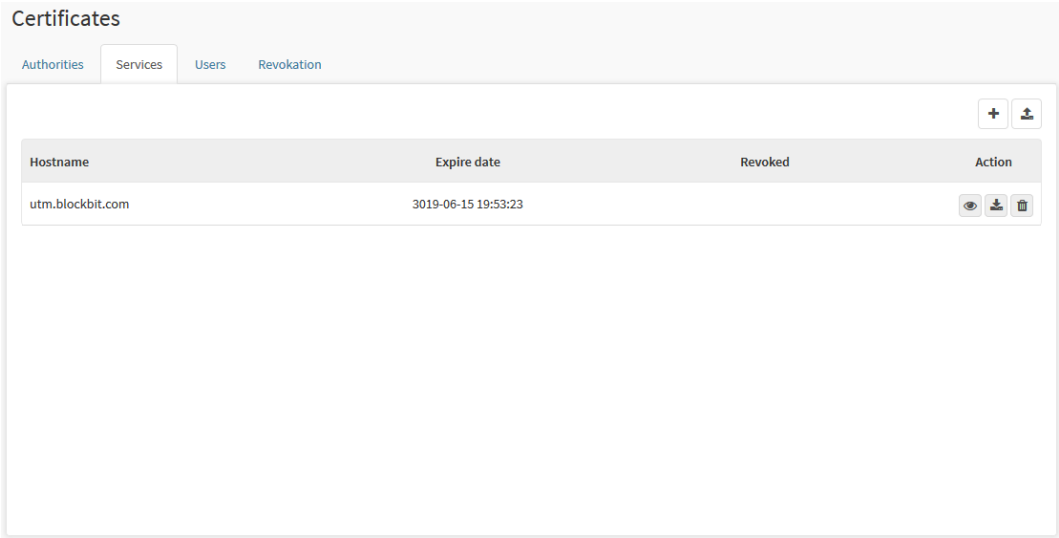 Certificates
Authorities Services Users Revokation
Hostname Expire date Revoked Action
utm.blockbit.com 3019-06-15 19:53:23